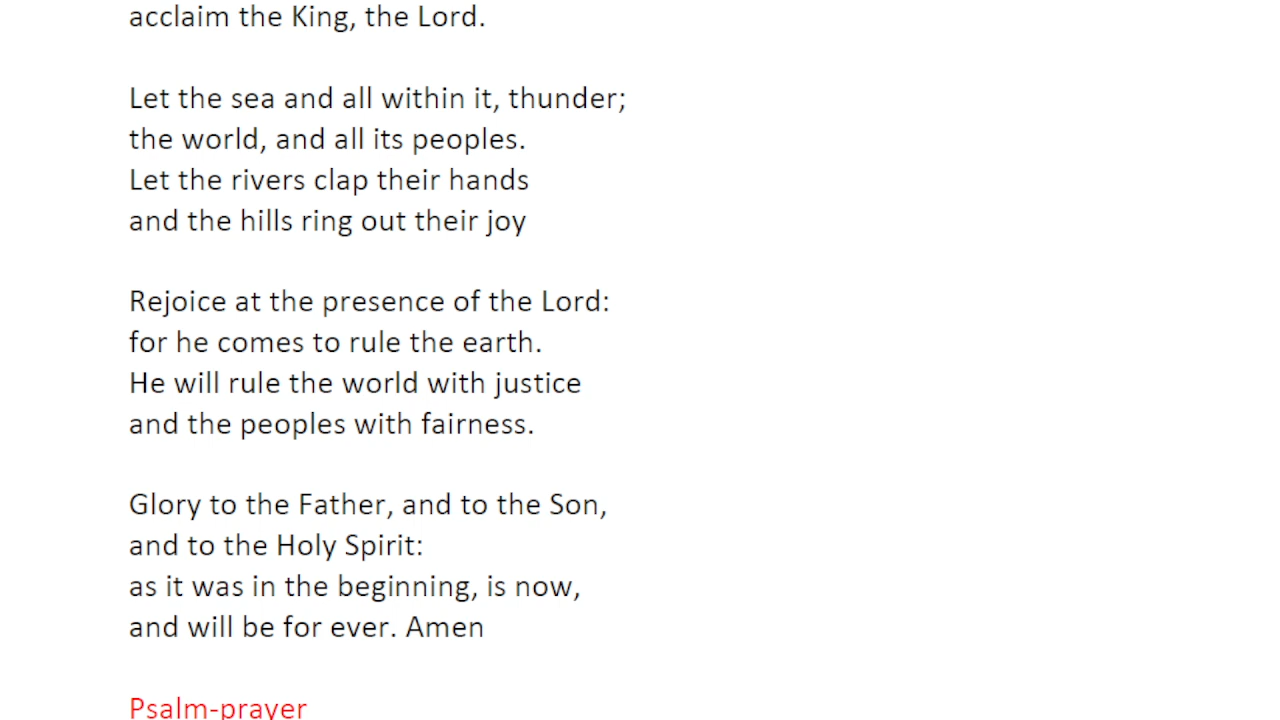 acclaim the King, the Lord.
Let the sea and all within it, thunder;
the world, and all its peoples.
Let the rivers clap their hands
and the hills ring out their joy
Rejoice at the presence of the Lord:
for he comes to rule the earth.
He will rule the world with justice
and the peoples with fairness.
Glory to the Father, and to the Son,
and to the Holy Spirit:
as it was in the beginning, is now,
and will be for ever. Amen
Psalm-prayer